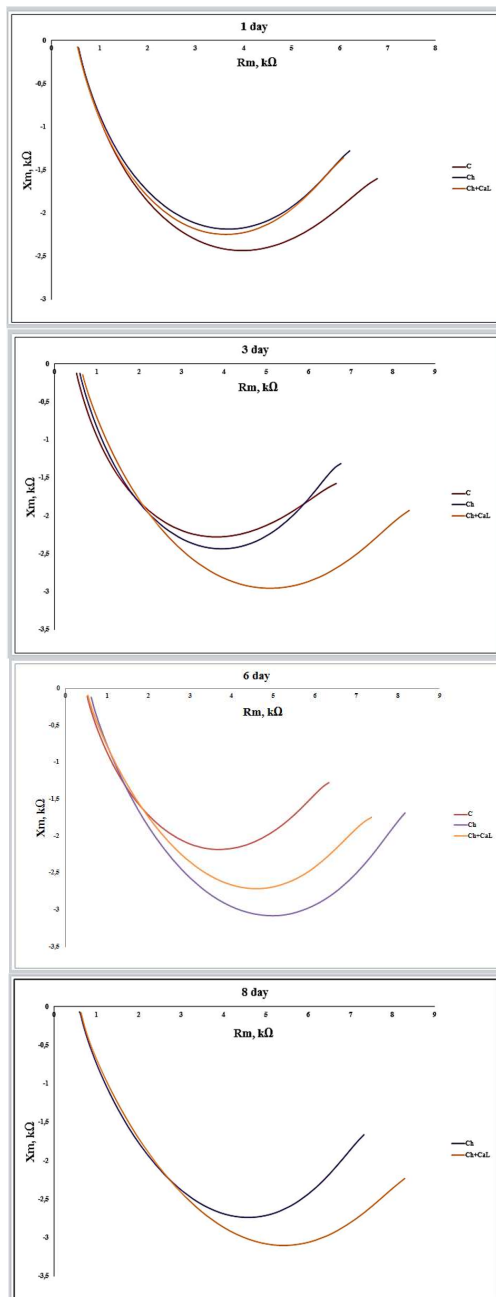 1 day
0 1 2 3 4 5 6 7 8
Rm, kΩ
0
-0,5
-1
-1,5
-2
-2,5
-3
Xm, kΩ
C
Ch
Ch+CaL
3 day
0 1 2 3 4 5 6 7 8 9
Rm, kΩ
0
-0,5
-1
-1,5
-2
-2,5
-3
-3,5
Xm, kΩ
C
Ch
Ch+CaL
6 day
0 1 2 3 4 5 6 7 8 9
Rm, kΩ
0
-0,5
-1
-1,5
-2
-2,5
-3
-3,5
Xm, kΩ
C
Ch
Ch+CaL
8 day
0 1 2 3 4 5 6 7 8 9
Rm, kΩ
0
-0,5
-1
-1,5
-2
-2,5
-3
-3,5
Xm, kΩ
Ch
Ch+CaL